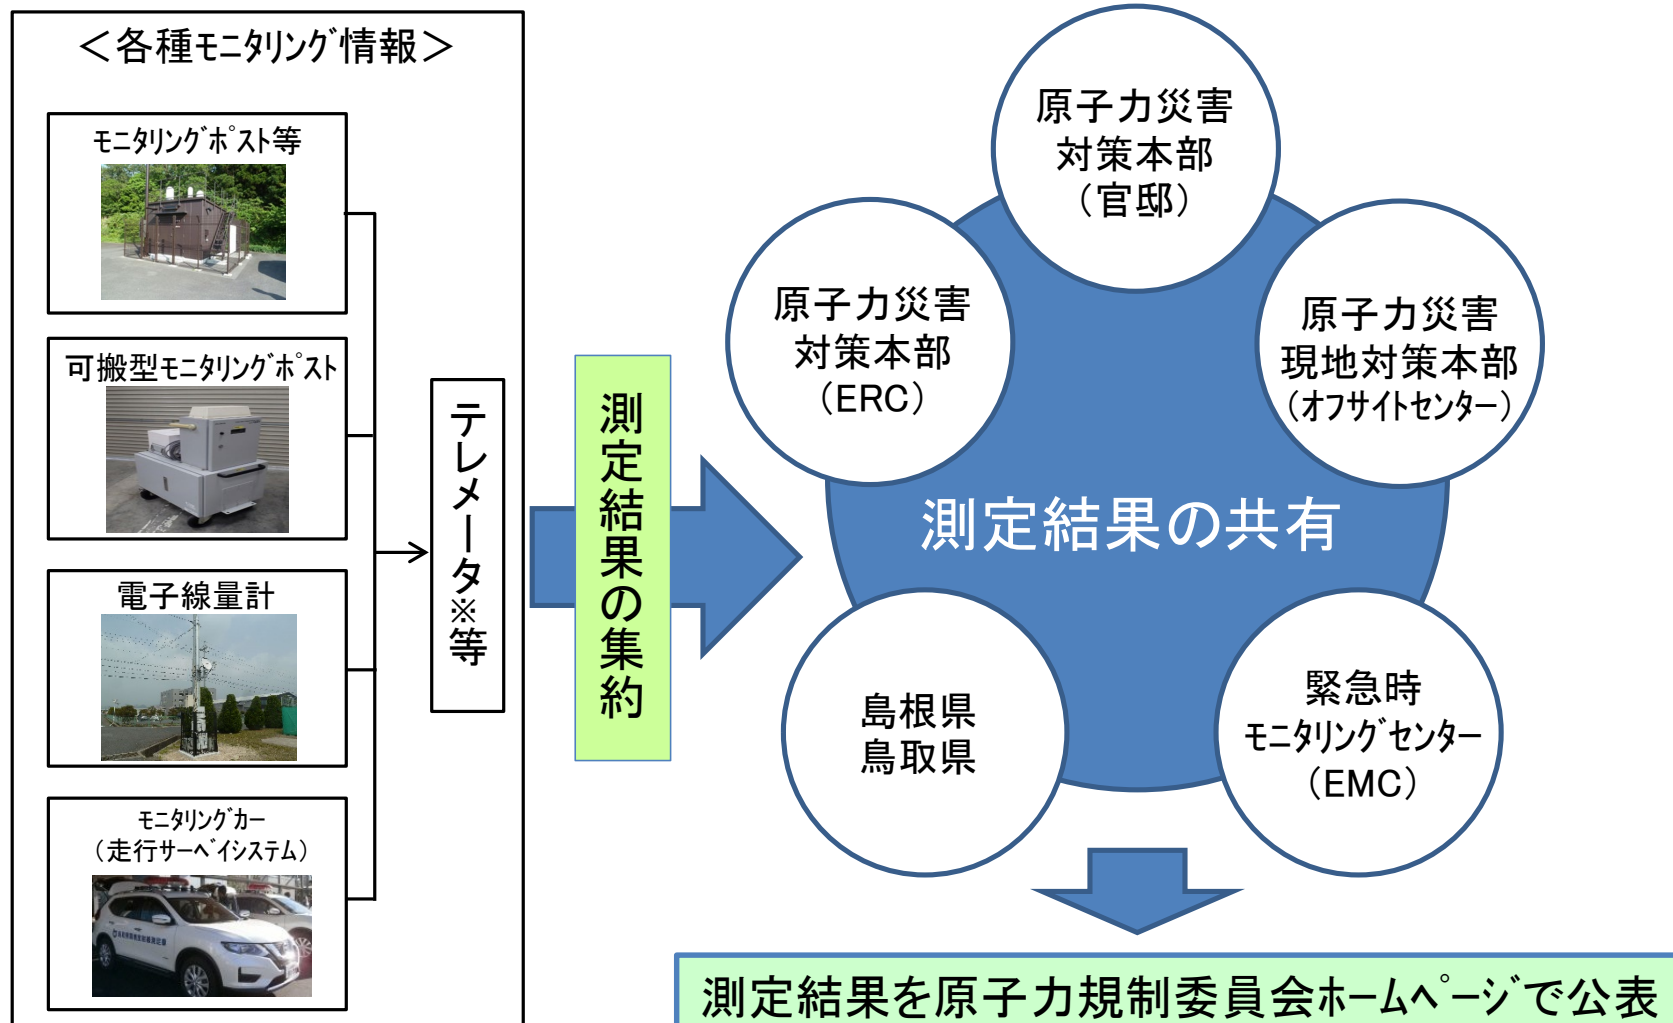 ＜各種ﾓﾆﾀﾘﾝｸﾞ情報＞
ﾓﾆﾀﾘﾝｸﾞﾎﾟｽﾄ等
可搬型ﾓﾆﾀﾘﾝｸﾞﾎﾟｽﾄ
電子線量計
ﾓﾆﾀﾘﾝｸﾞｶｰ
（走行ｻｰﾍﾞｲｼｽﾃﾑ）
テレメータ※等
測定結果の集約
原子力災害
対策本部
（官邸）
原子力災害
対策本部
（ERC）
原子力災害
現地対策本部
（ｵﾌｻｲﾄｾﾝﾀｰ）
測定結果の共有
島根県
鳥取県
緊急時
ﾓﾆﾀﾘﾝｸﾞｾﾝﾀｰ
（EMC）
測定結果を原子力規制委員会ﾎｰﾑﾍﾟｰｼﾞで公表